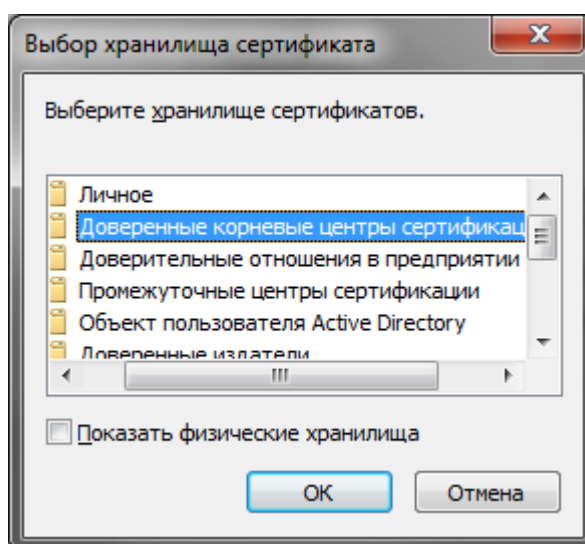 Выбор хранилища сертификата
Выберите хранилище сертификатов.
Личное
Доверенные корневые центры сертификац
Доверительные отношения в предприятии
Промежуточные центры сертификации
Объект пользователя Active Directory
Доверенные издатели
Показать физические хранилища
ОК
Отмена